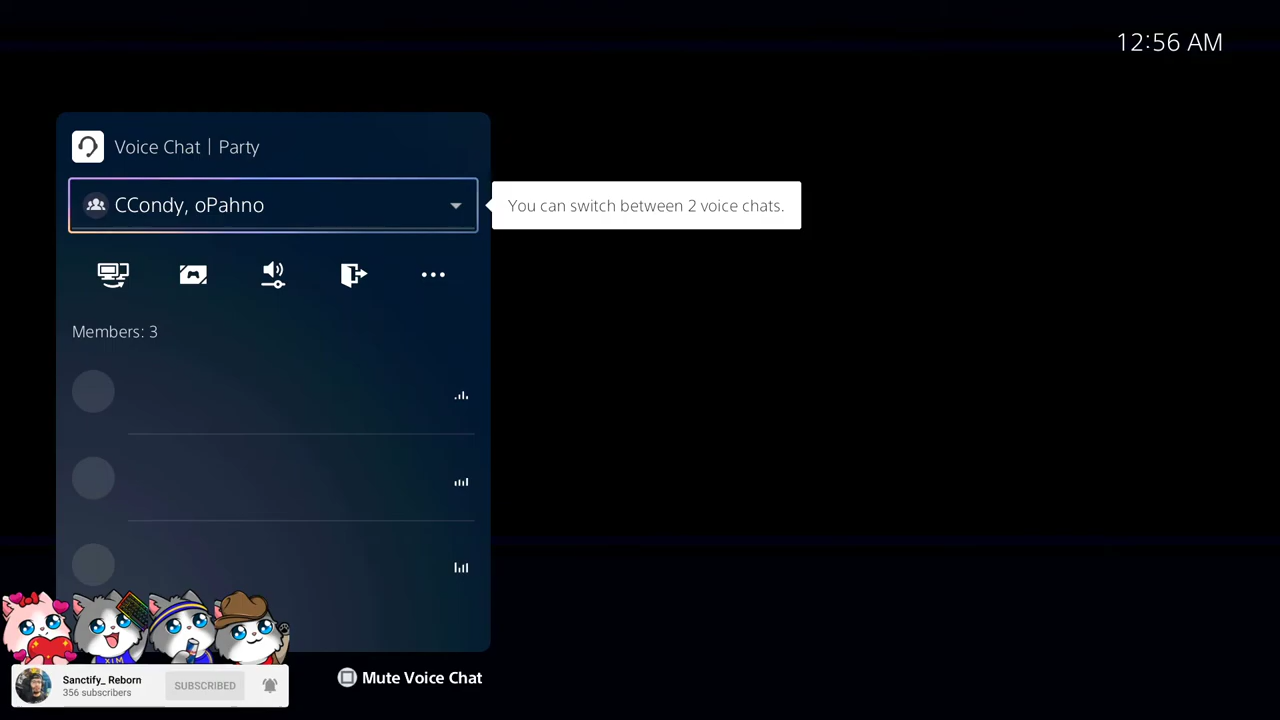 12:56 AM
Voice Chat | Party
CCondy, oPahno
You can switch between 2 voice chats.
Members: 3
XIM
Sanctify_ Reborn
356 subscribers
SUBSCRIBED
Mute Voice Chat